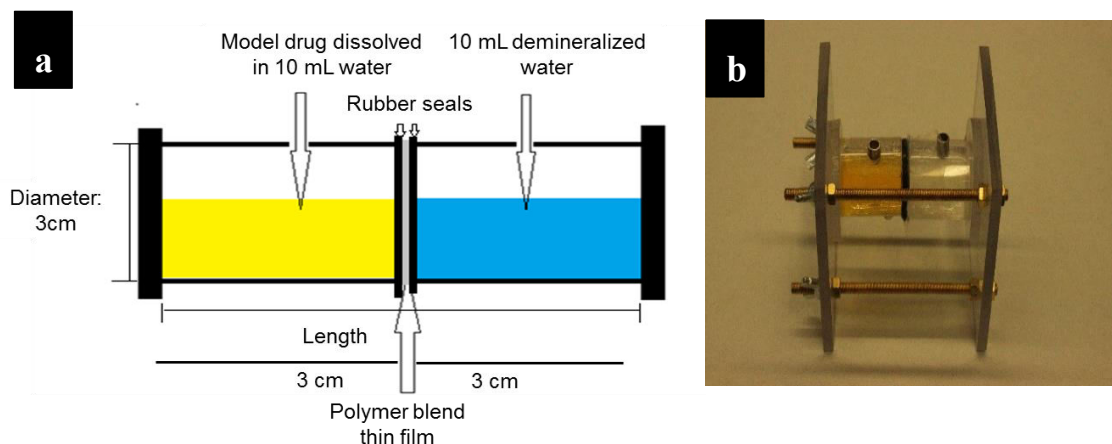 a
Model drug dissolved
in 10 mL water
10 mL demineralized
water
Rubber seals
Diameter:
3cm
Length
3 cm
3 cm
Polymer blend
thin film
b